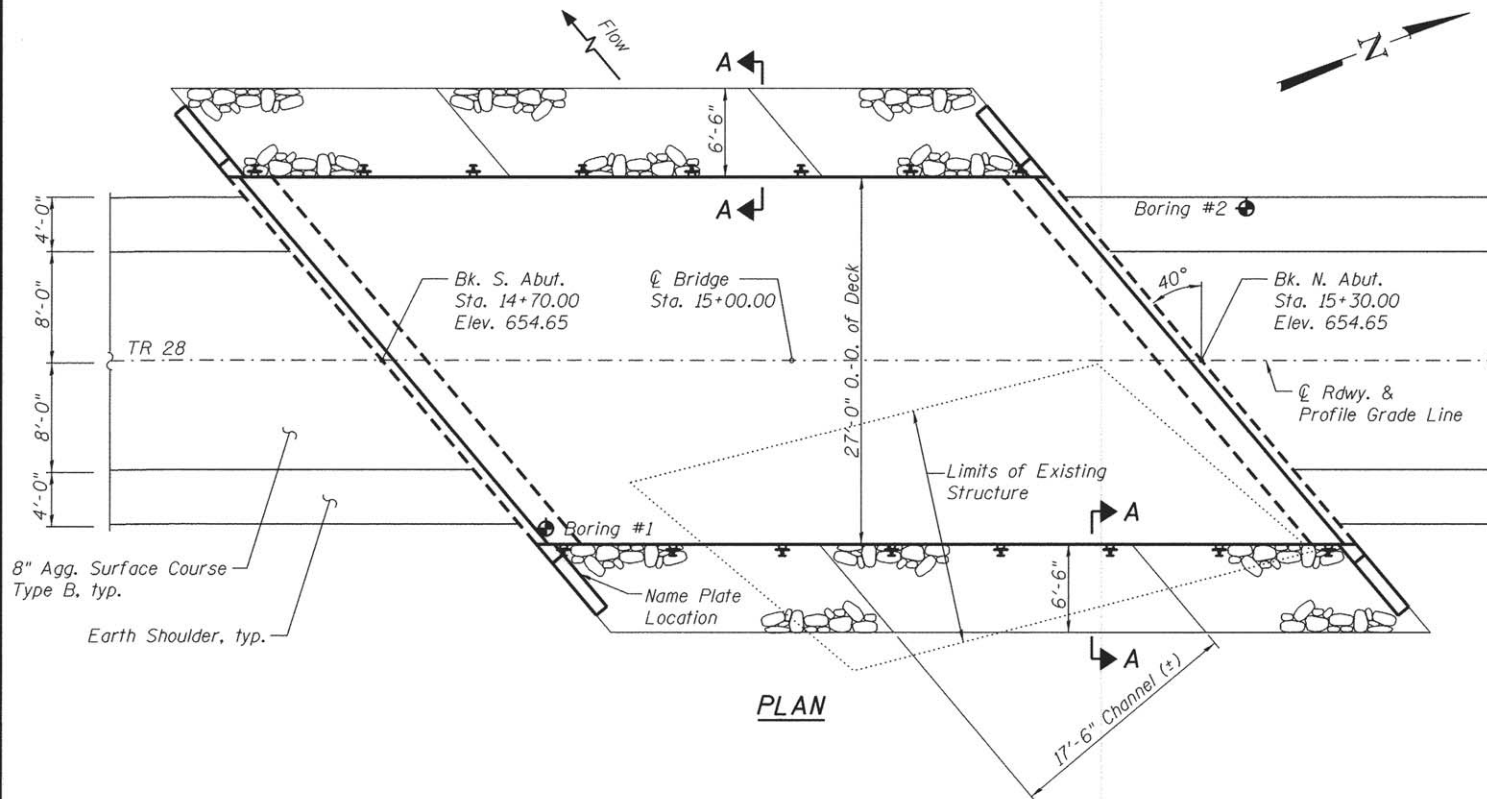 Flow
N
A
A
6'-6"
4'-0"
8'-0"
8'-0"
4'-0"
TR 28
Bk. S. Abut.
Sta. 14+70.00
Elev. 654.65
℄ Bridge
Sta. 15+00.00
27'-0" O.-O. of Deck
Boring #2
40°
Bk. N. Abut.
Sta. 15+30.00
Elev. 654.65
℄ Rdwy. &
Profile Grade Line
Limits of Existing
Structure
Boring #1
A
A
6'-6"
8" Agg. Surface Course
Type B, typ.
Earth Shoulder, typ.
Name Plate
Location
17'-6" Channel (±)
PLAN